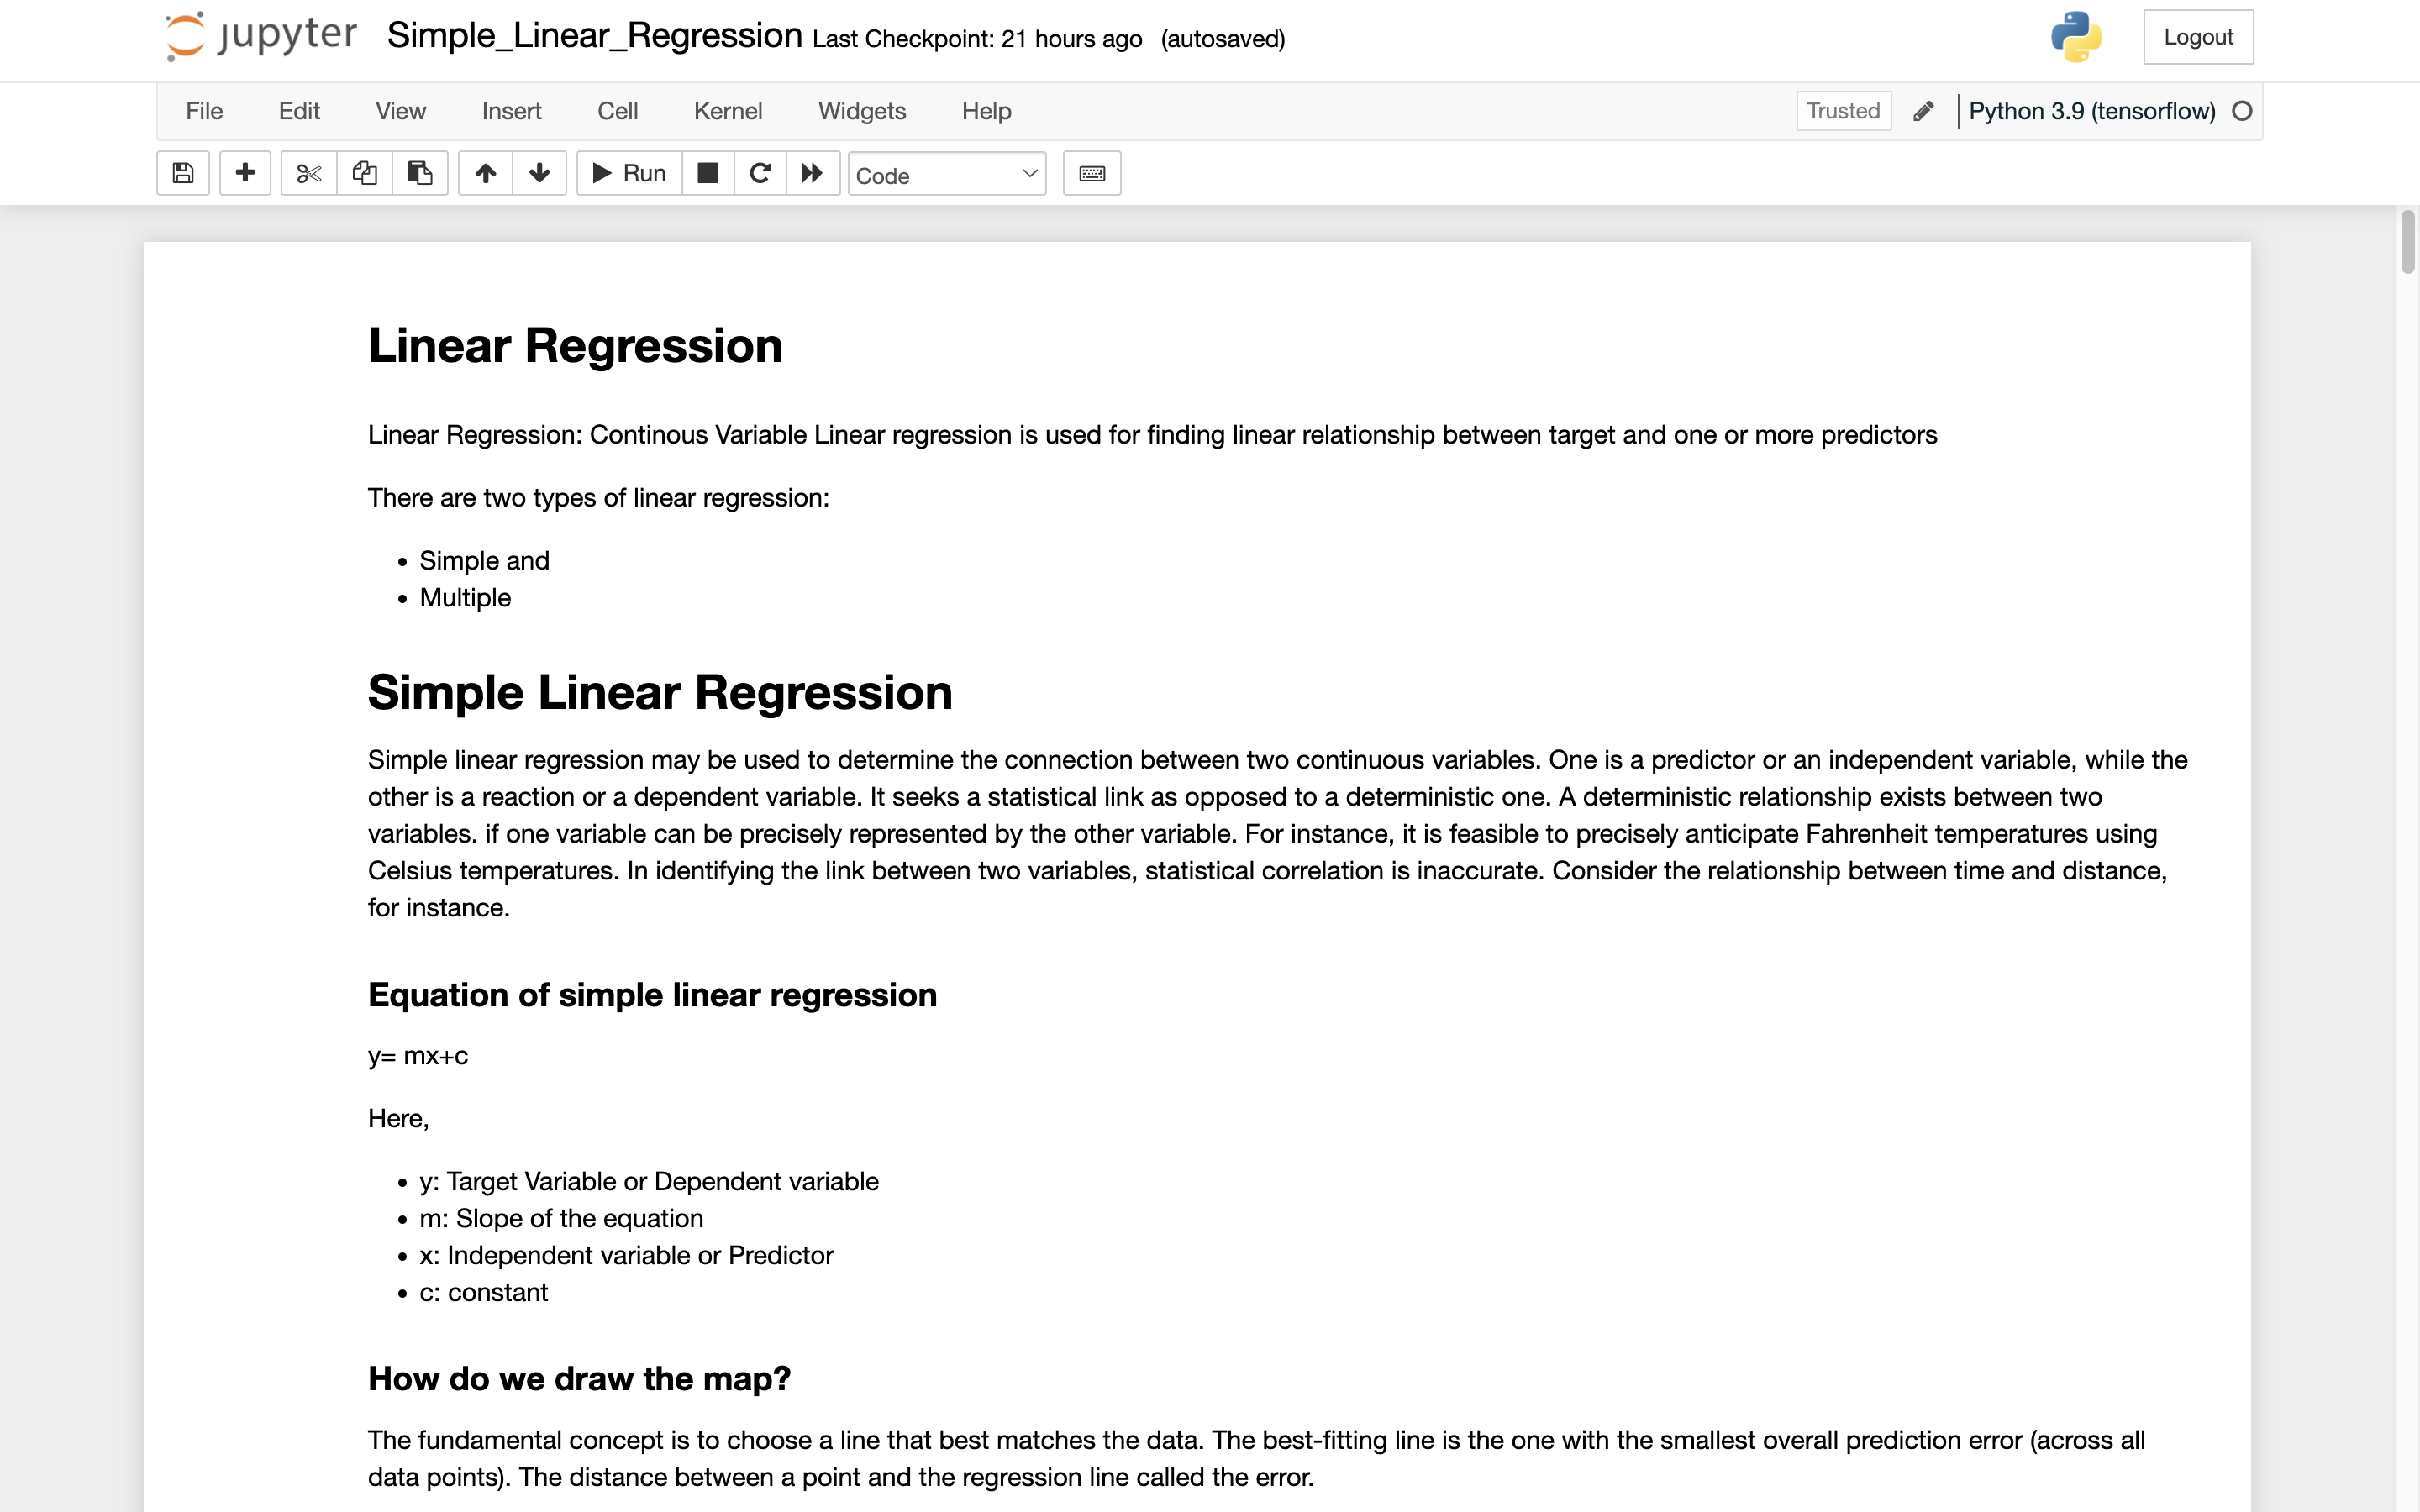 jupyter Simple_Linear_Regression Last Checkpoint: 21 hours ago (autosaved) Logout
File Edit View Insert Cell Kernel Widgets Help Trusted Python 3.9 (tensorflow)
Run Code
Linear Regression
Linear Regression: Continous Variable Linear regression is used for finding linear relationship between target and one or more predictors
There are two types of linear regression:
• Simple and
• Multiple
Simple Linear Regression
Simple linear regression may be used to determine the connection between two continuous variables. One is a predictor or an independent variable, while the
other is a reaction or a dependent variable. It seeks a statistical link as opposed to a deterministic one. A deterministic relationship exists between two
variables. if one variable can be precisely represented by the other variable. For instance, it is feasible to precisely anticipate Fahrenheit temperatures using
Celsius temperatures. In identifying the link between two variables, statistical correlation is inaccurate. Consider the relationship between time and distance,
for instance.
Equation of simple linear regression
y= mx+c
Here,
• y: Target Variable or Dependent variable
• m: Slope of the equation
• x: Independent variable or Predictor
• c: constant
How do we draw the map?
The fundamental concept is to choose a line that best matches the data. The best-fitting line is the one with the smallest overall prediction error (across all
data points). The distance between a point and the regression line called the error.